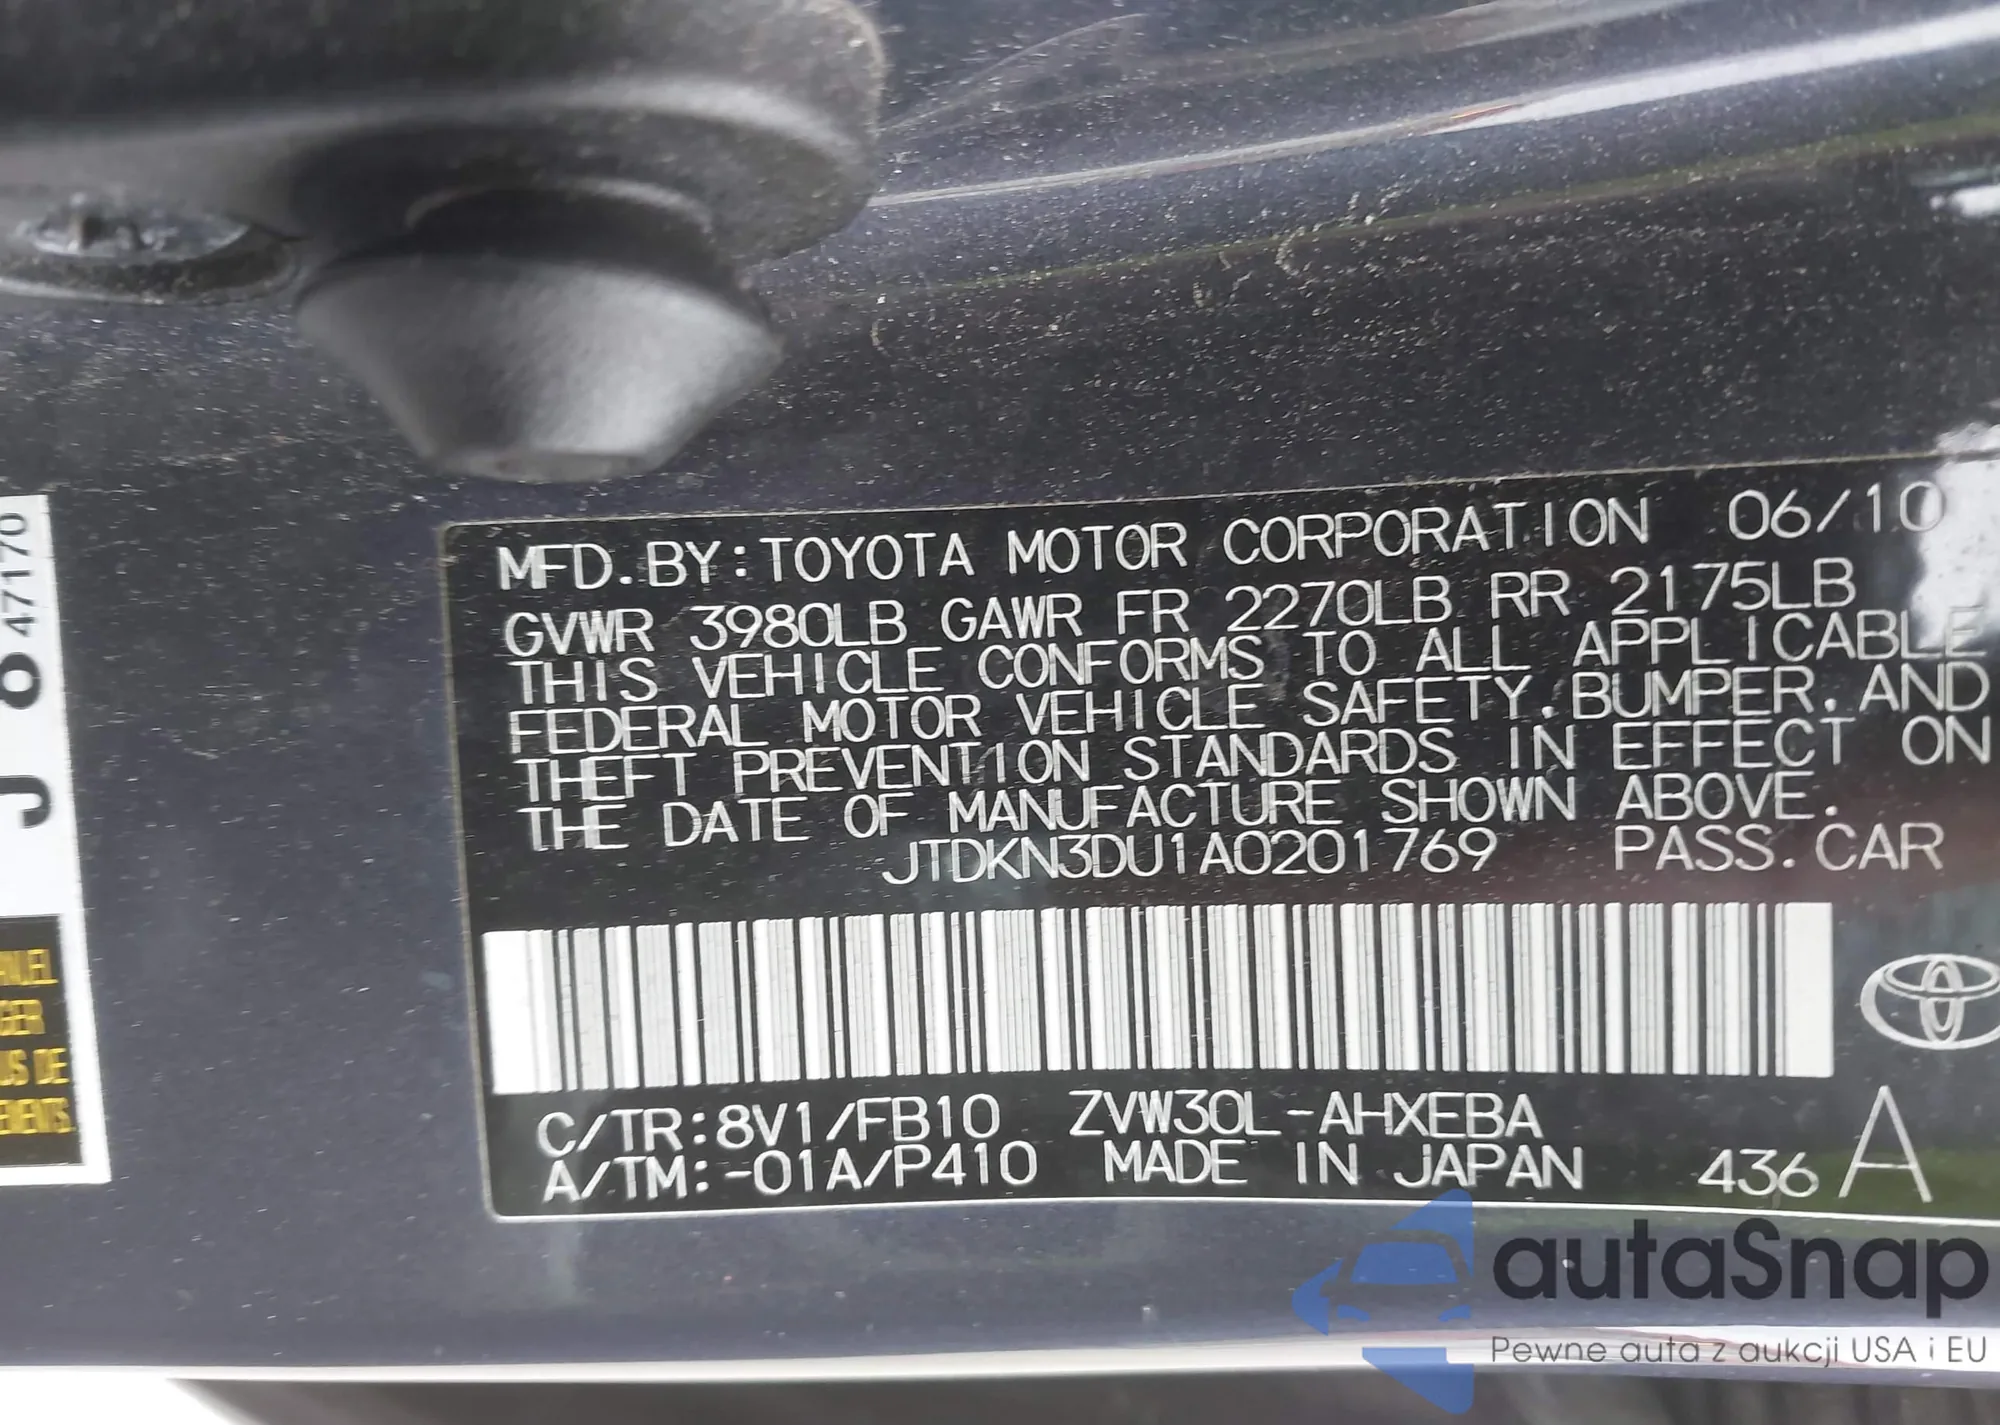 MFD.BY:TOYOTA MOTOR CORPORATION 06/10
GVWR 3980LB GAWR FR 2270LB RR 2175LB
THIS VEHICLE CONFORMS TO ALL APPLICABLE
FEDERAL MOTOR VEHICLE SAFETY.BUMPER.AND
THEFT PREVENTION STANDARDS IN EFFECT ON
THE DATE OF MANUFACTURE SHOWN ABOVE.
JTDKN3DU1A0201769 PASS.CAR
C/TR:8V1/FB10 ZVW30L-AHXEBA
A/TM:-01A/P410 MADE IN JAPAN 436 A
J 8 47170
US DE
autaSnap
Pewne auta z aukcji USA i EU